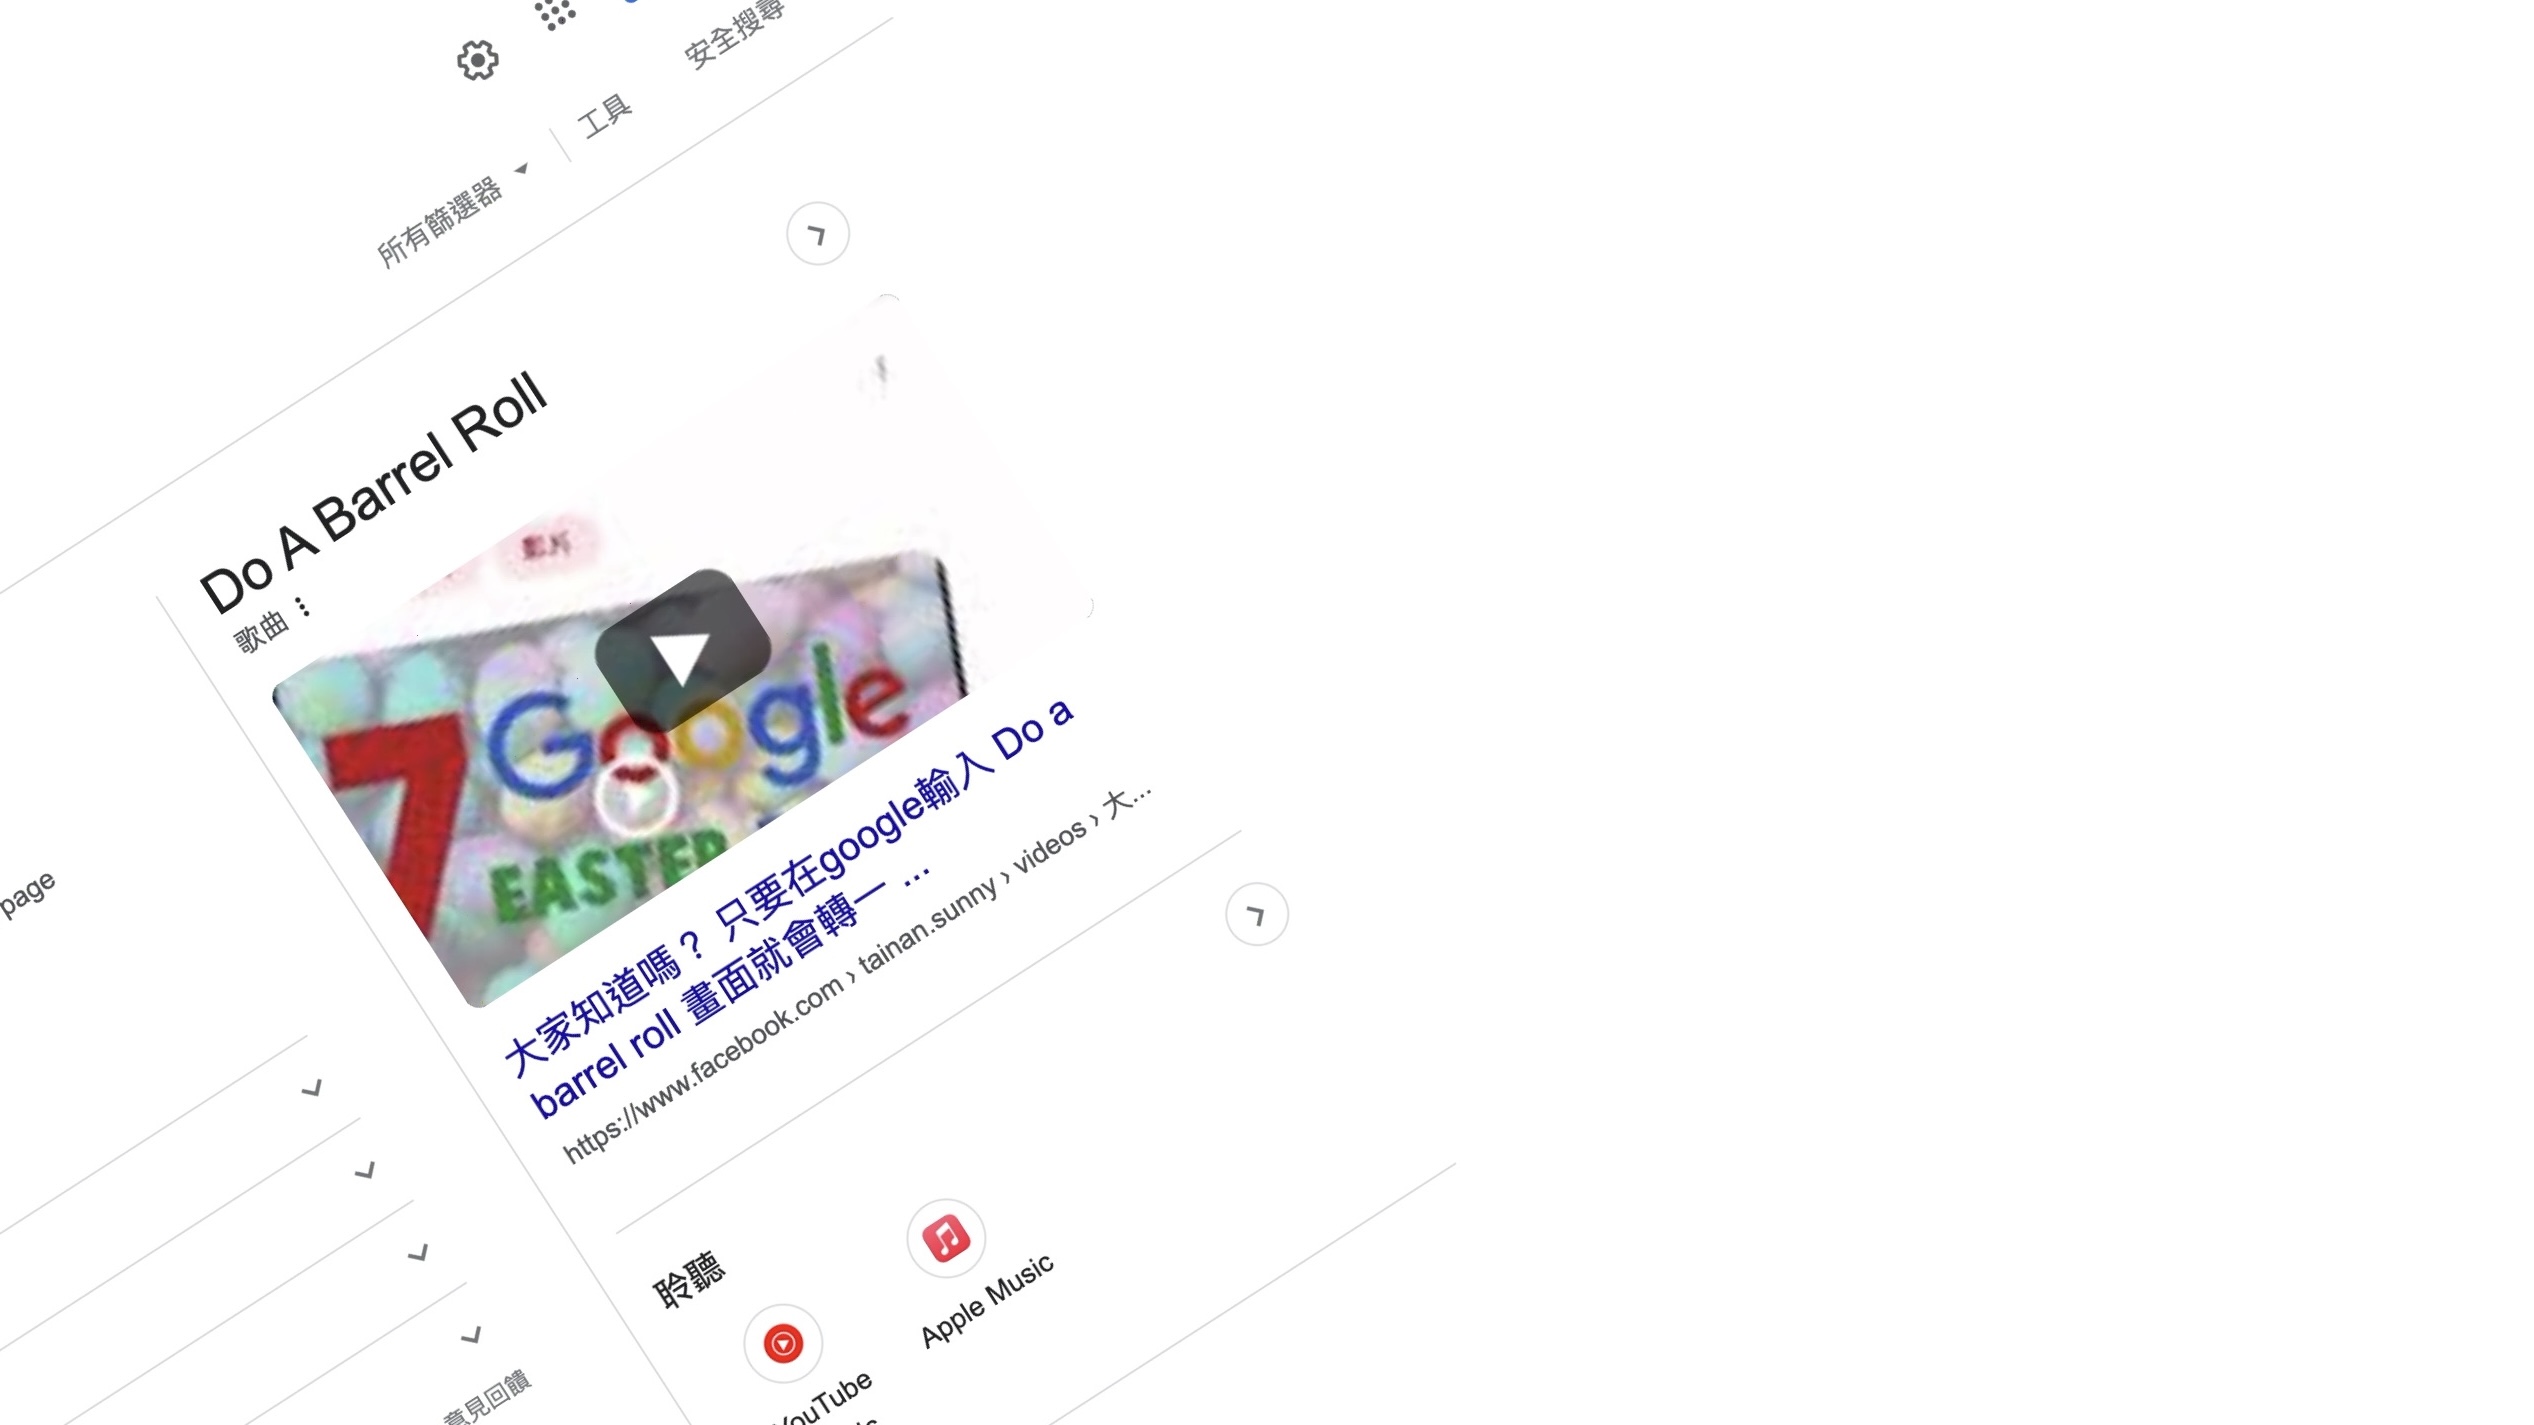 安全搜尋
工具
所有篩選器
Do A Barrel Roll
歌曲
影片
7 Google
EASTER
大家知道嗎？ 只要在google輸入 Do a
barrel roll 畫面就會轉一 ...
https://www.facebook.com › tainan.sunny › videos › 大...
page
聆聽
Apple Music
YouTube
意見回饋